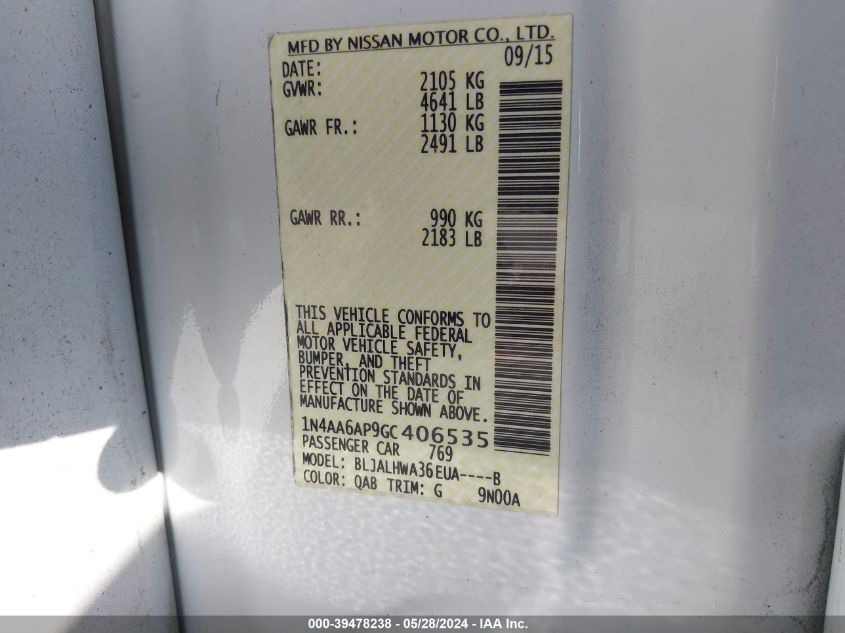 MFD BY NISSAN MOTOR CO., LTD.
DATE: 09/15
GVWR: 2105 KG
4641 LB
GAWR FR.: 1130 KG
2491 LB
GAWR RR.: 990 KG
2183 LB
THIS VEHICLE CONFORMS TO
ALL APPLICABLE FEDERAL
MOTOR VEHICLE SAFETY,
BUMPER, AND THEFT
PREVENTION STANDARDS IN
EFFECT ON THE DATE OF
MANUFACTURE SHOWN ABOVE.
1N4AA6AP9GC406535
PASSENGER CAR 769
MODEL: BLJALHWA36EUA----B
COLOR: QAB TRIM: G 9N00A
000-39478238 - 05/28/2024 - IAA Inc.